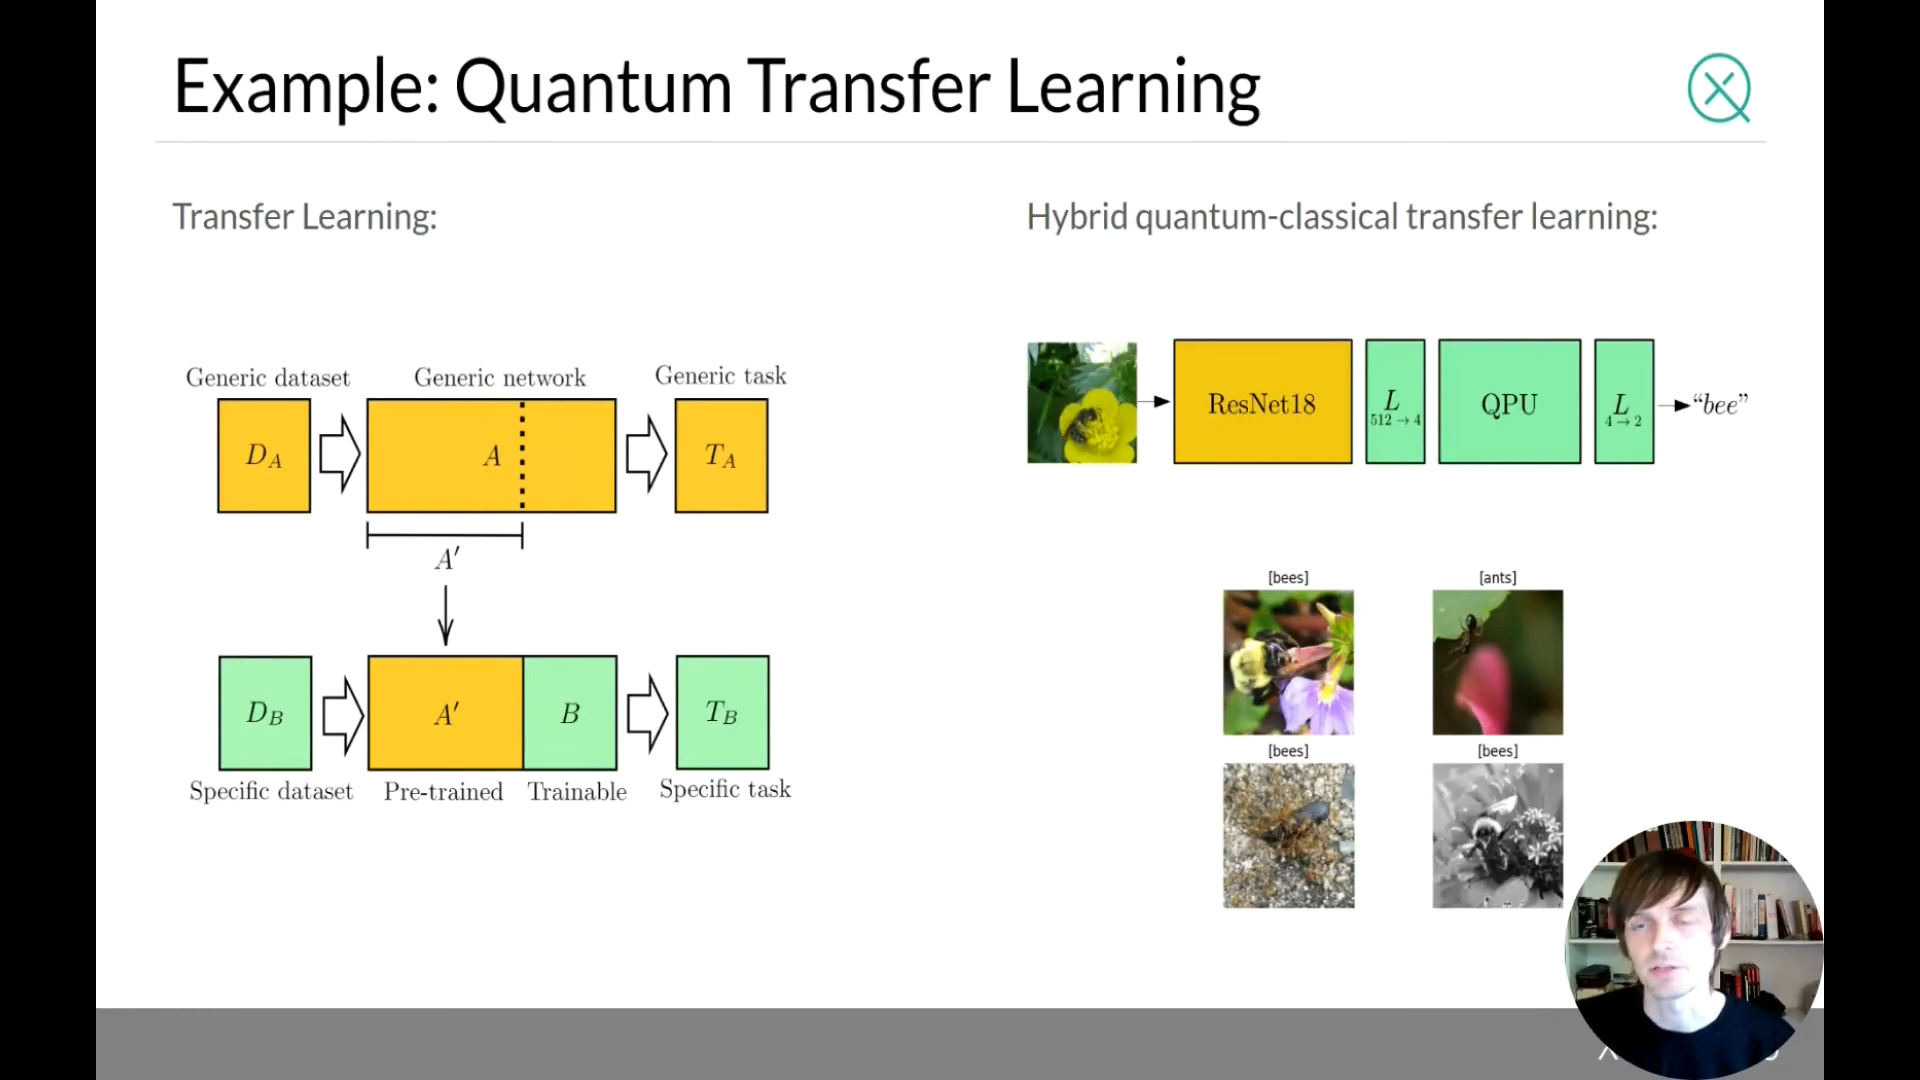 Example: Quantum Transfer Learning
Transfer Learning:
Generic dataset Generic network Generic task
D_A A T_A
A′
D_B A′ B T_B
Specific dataset Pre-trained Trainable Specific task
Hybrid quantum-classical transfer learning:
ResNet18 L 512→4 QPU L 4→2 “bee”
[bees] [ants]
[bees] [bees]